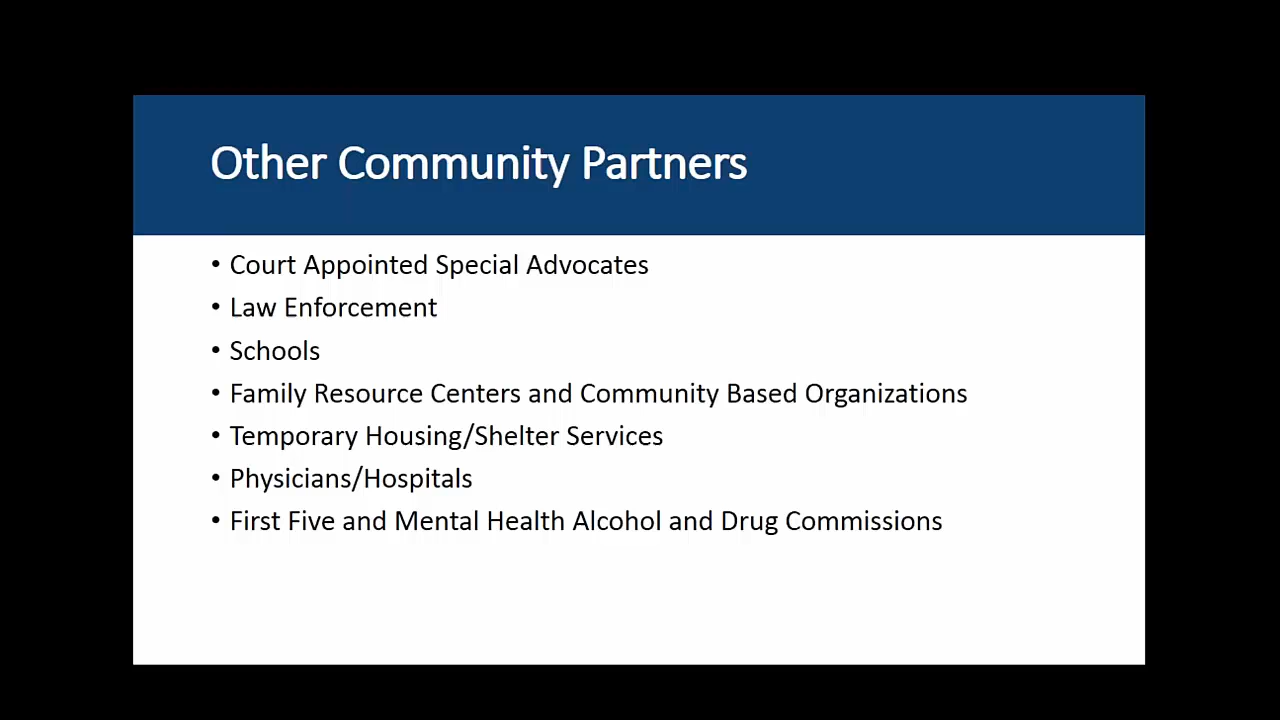 Other Community Partners
• Court Appointed Special Advocates
• Law Enforcement
• Schools
• Family Resource Centers and Community Based Organizations
• Temporary Housing/Shelter Services
• Physicians/Hospitals
• First Five and Mental Health Alcohol and Drug Commissions